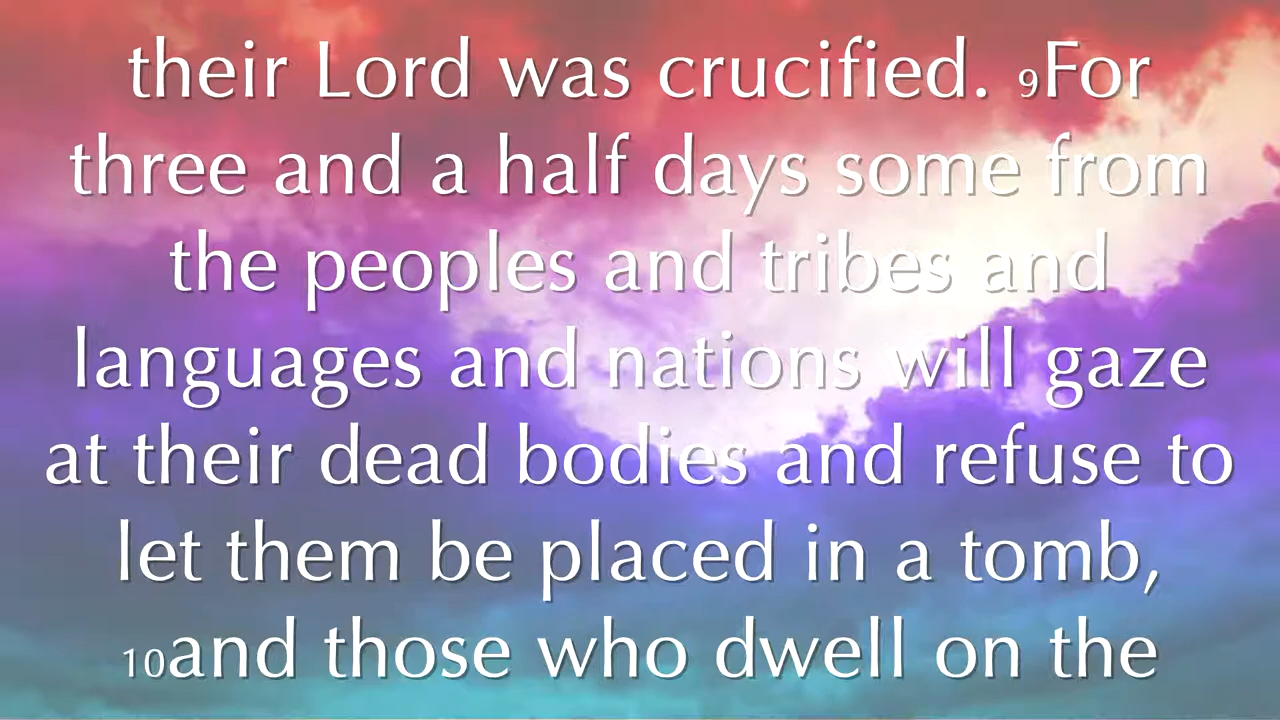 their Lord was crucified. 9For
three and a half days some from
the peoples and tribes and
languages and nations will gaze
at their dead bodies and refuse to
let them be placed in a tomb,
10and those who dwell on the